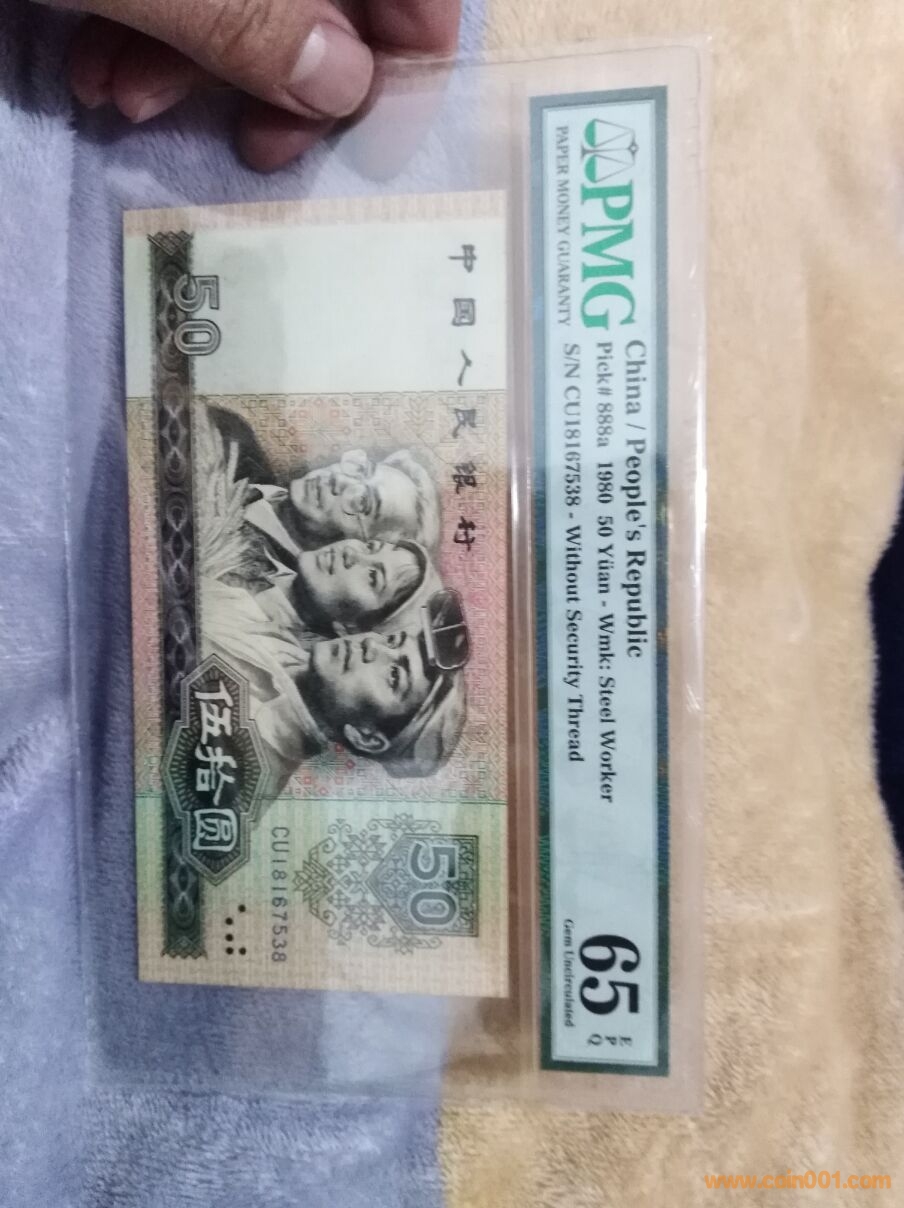 PMG
PAPER MONEY GUARANTY
China / People's Republic
Pick# 888a 1980 50 Yüan - Wmk: Steel Worker
S/N CU18167538 - Without Security Thread
65
EPQ
Gem Uncirculated
中国人民银行
50
50
伍拾圆
CU18167538
www.coin001.com